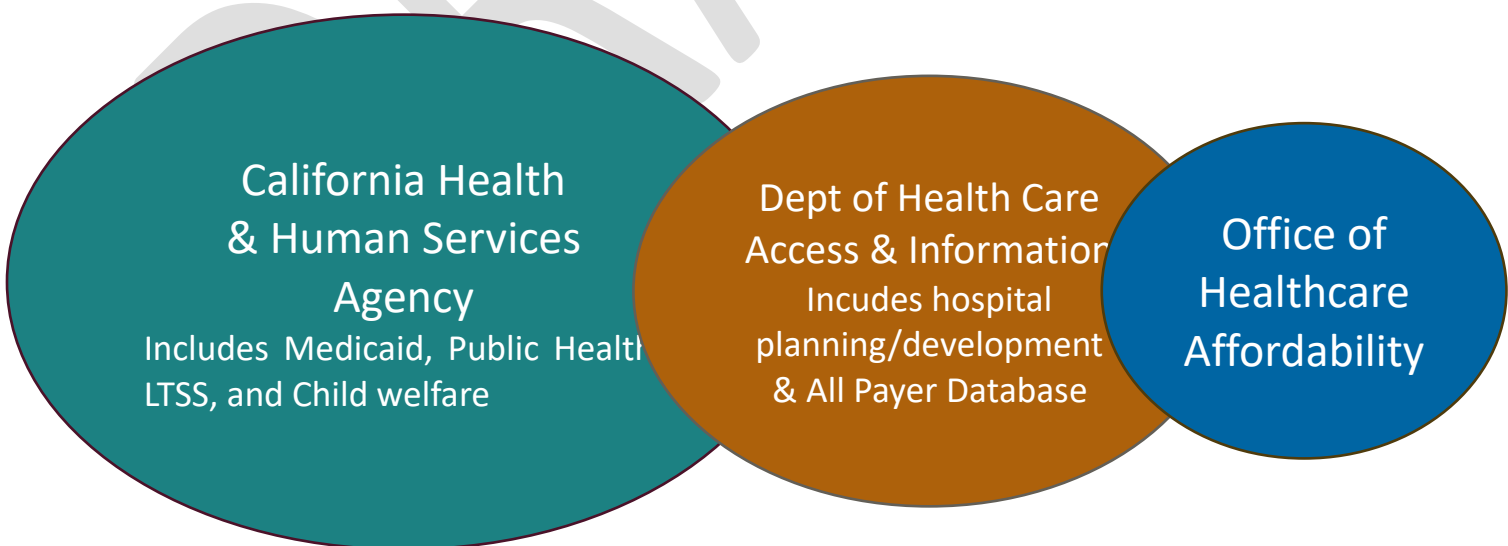 California Health
& Human Services
Agency
Includes Medicaid, Public Health
LTSS, and Child welfare
Dept of Health Care
Access & Information
Incudes hospital
planning/development
& All Payer Database
Office of
Healthcare
Affordability